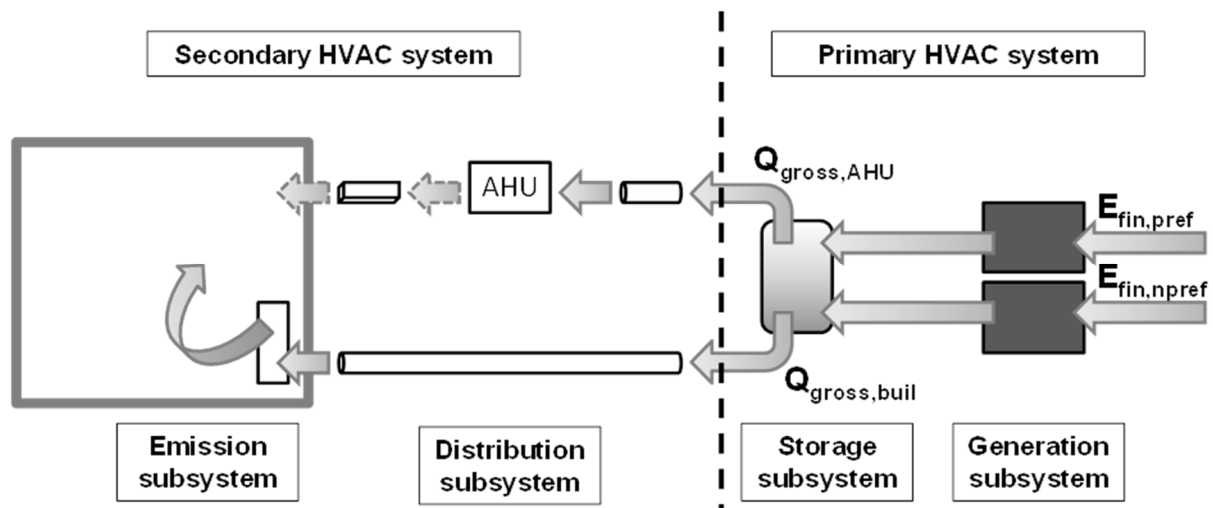 Secondary HVAC system
Primary HVAC system
Qgross,AHU
AHU
Efin,pref
Efin,npref
Qgross,buil
Emission
subsystem
Distribution
subsystem
Storage
subsystem
Generation
subsystem